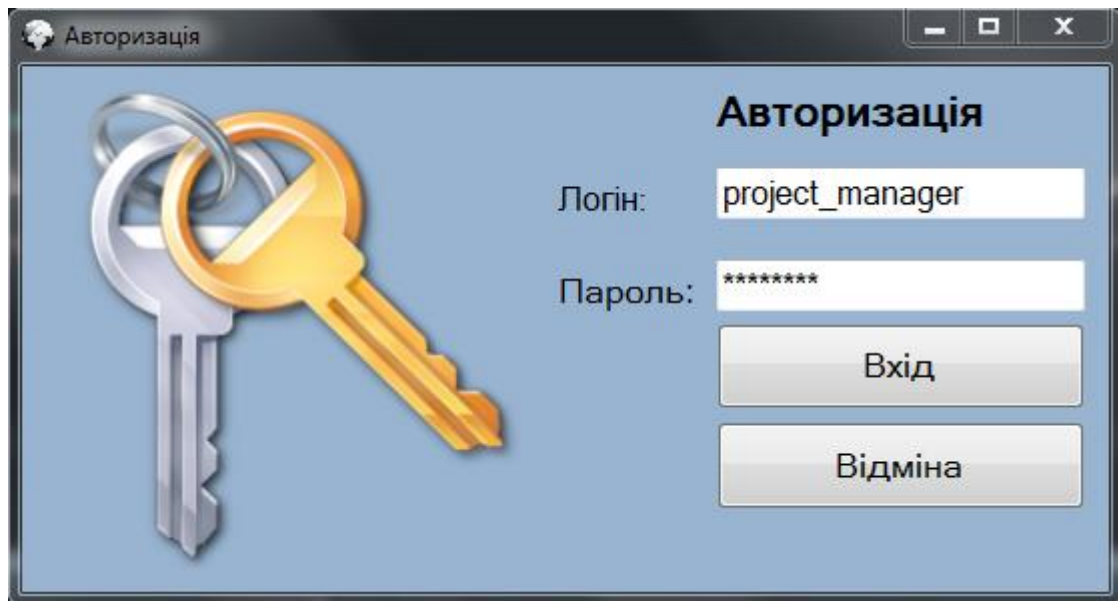 Авторизація
Авторизація
Логін: project_manager
Пароль: ********
Вхід
Відміна